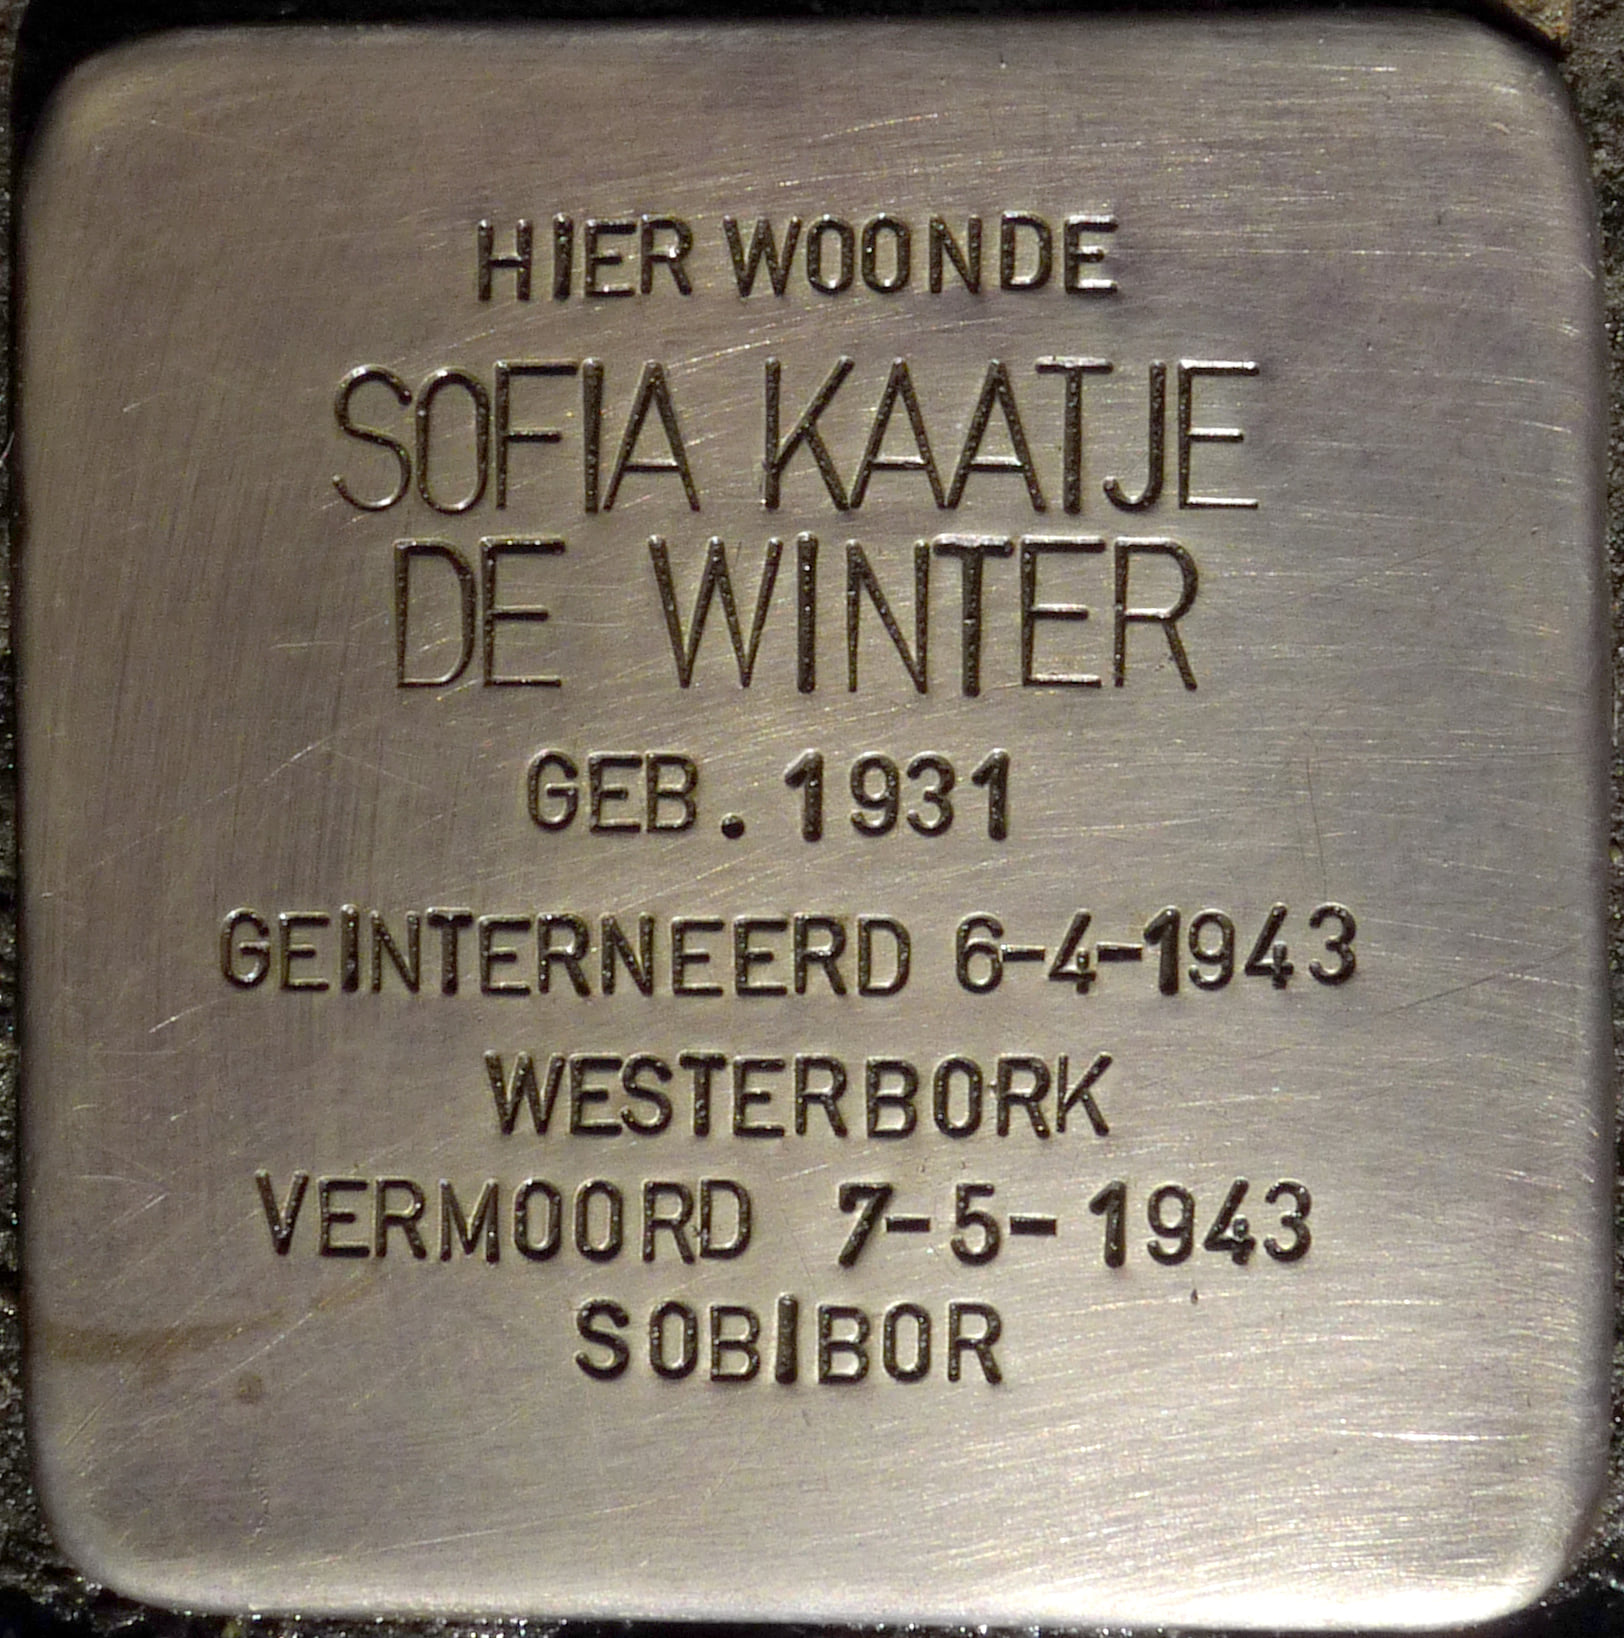 HIER WOONDE
SOFIA KAATJE
DE WINTER
GEB. 1931
GEINTERNEERD 6-4-1943
WESTERBORK
VERMOORD 7-5-1943
SOBIBOR